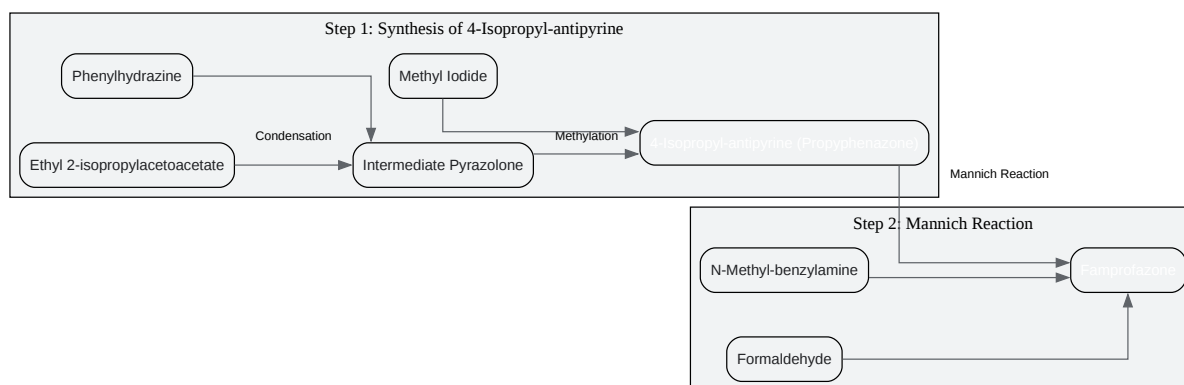 Step 1: Synthesis of 4-Isopropyl-antipyrine
Phenylhydrazine
Methyl Iodide
Condensation
Methylation
4-Isopropyl-antipyrine (Propyphenazone)
Ethyl 2-isopropylacetoacetate
Intermediate Pyrazolone
Mannich Reaction
Step 2: Mannich Reaction
N-Methyl-benzylamine
Famprofazone
Formaldehyde